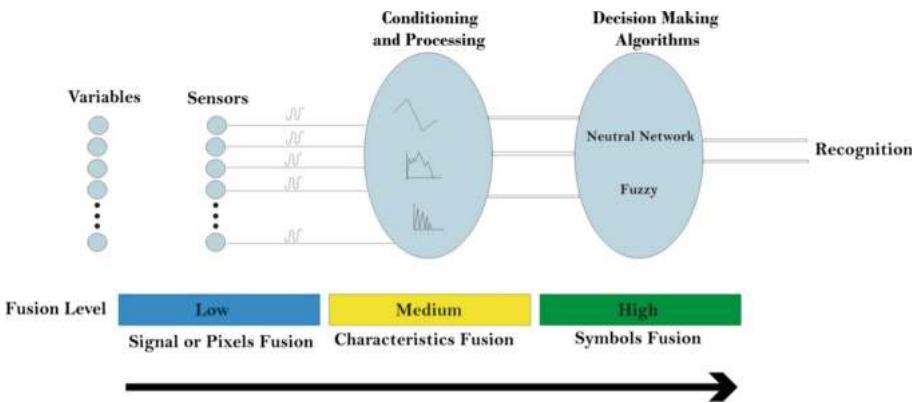 Conditioning
and Processing
Decision Making
Algorithms
Variables
Sensors
Neutral Network
Fuzzy
Recognition
Fusion Level
Low
Medium
High
Signal or Pixels Fusion
Characteristics Fusion
Symbols Fusion